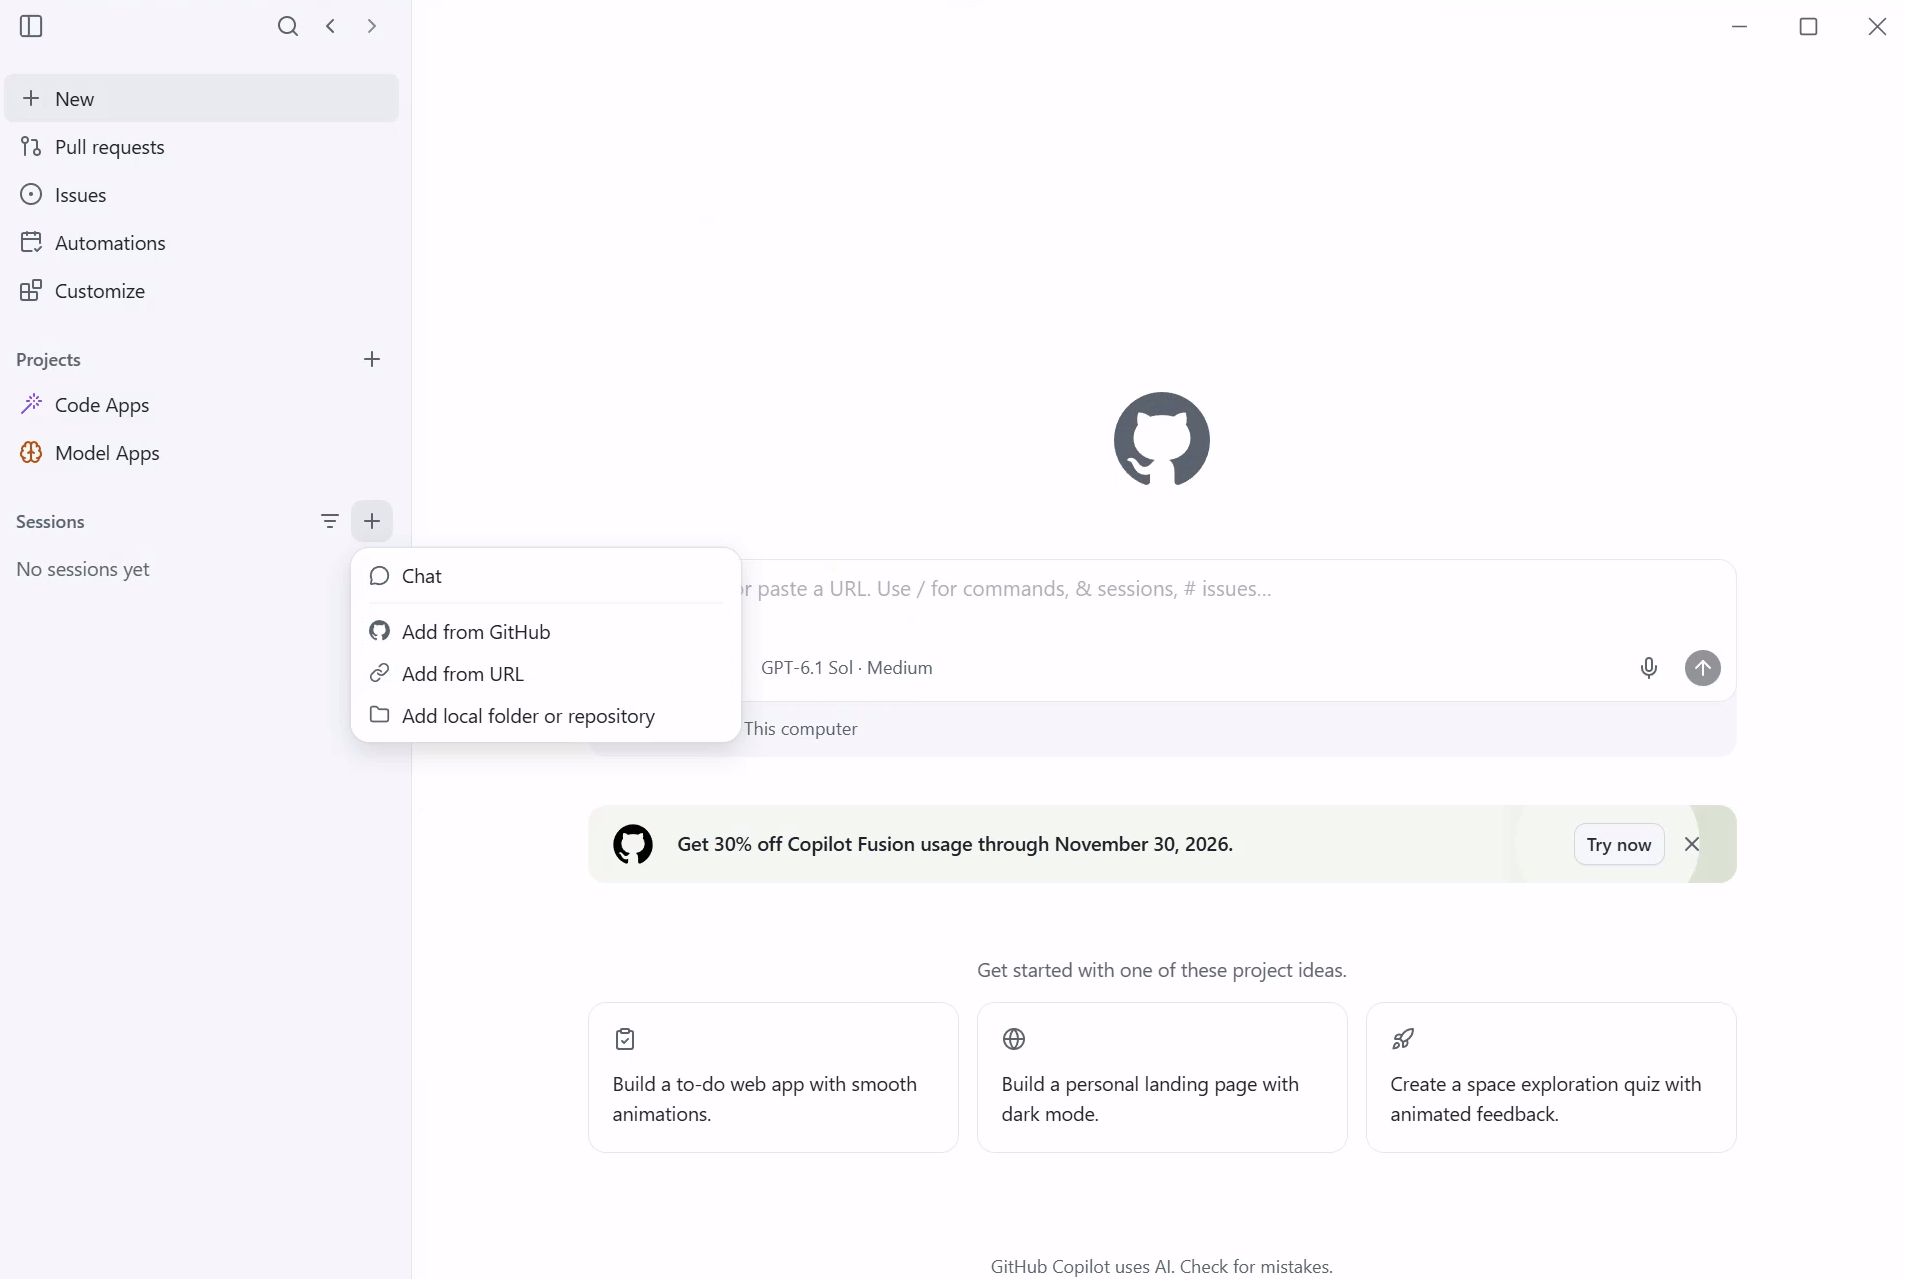 New
Pull requests
Issues
Automations
Customize
Projects
Code Apps
Model Apps
Sessions
No sessions yet
Chat
Add from GitHub
Add from URL
Add local folder or repository
or paste a URL. Use / for commands, & sessions, # issues...
GPT-6.1 Sol · Medium
This computer
Get 30% off Copilot Fusion usage through November 30, 2026.
Try now
Get started with one of these project ideas.
Build a to-do web app with smooth
animations.
Build a personal landing page with
dark mode.
Create a space exploration quiz with
animated feedback.
GitHub Copilot uses AI. Check for mistakes.